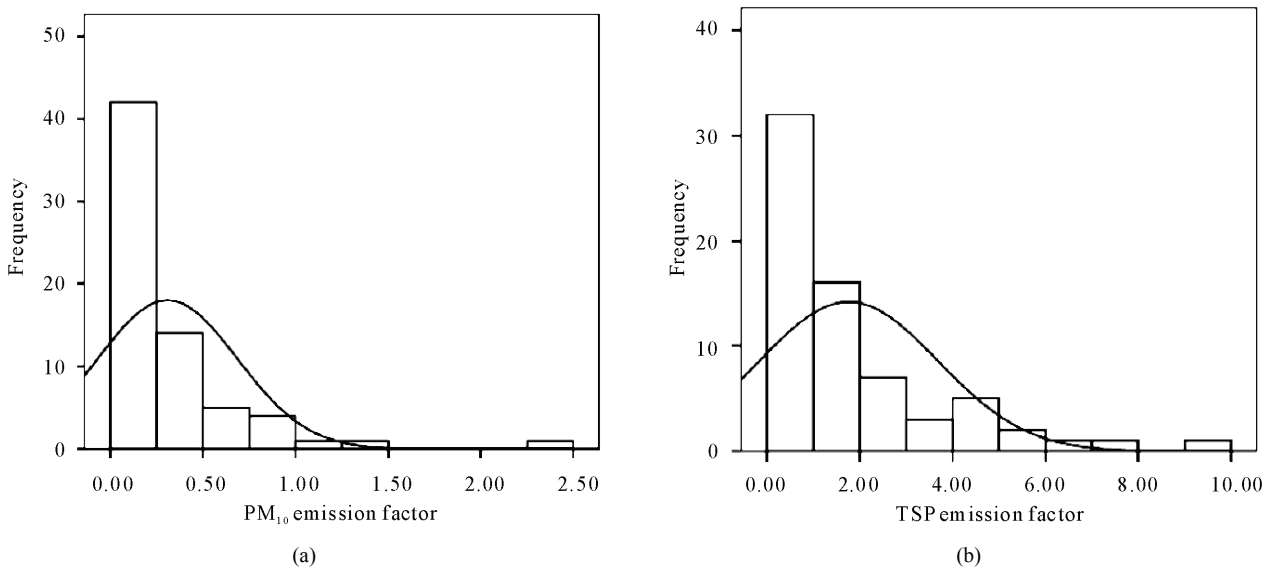 50
40
30
20
10
0
Frequency
0.00 0.50 1.00 1.50 2.00 2.50
PM₁₀ emission factor
(a)
40
30
20
10
0
Frequency
0.00 2.00 4.00 6.00 8.00 10.00
TSP emission factor
(b)